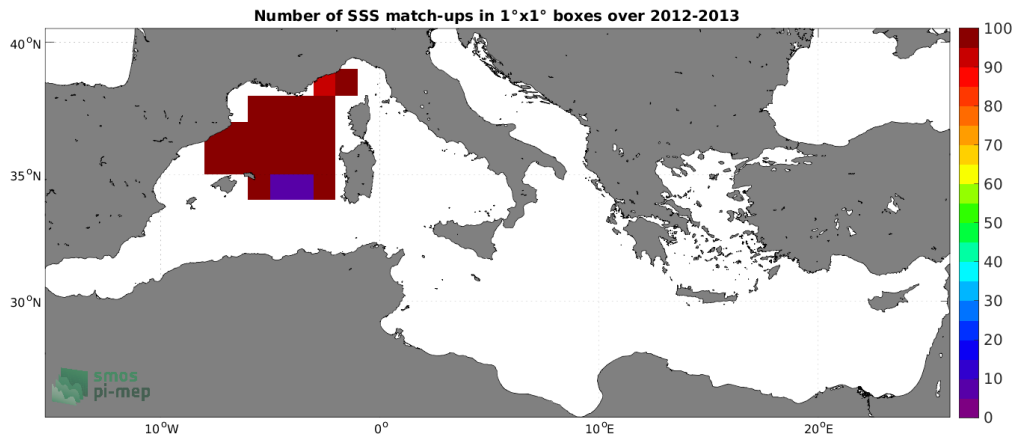 Number of SSS match-ups in 1°x1° boxes over 2012-2013
40°N
35°N
30°N
10°W
0°
10°E
20°E
100
90
80
70
60
50
40
30
20
10
0
smos
pi-mep